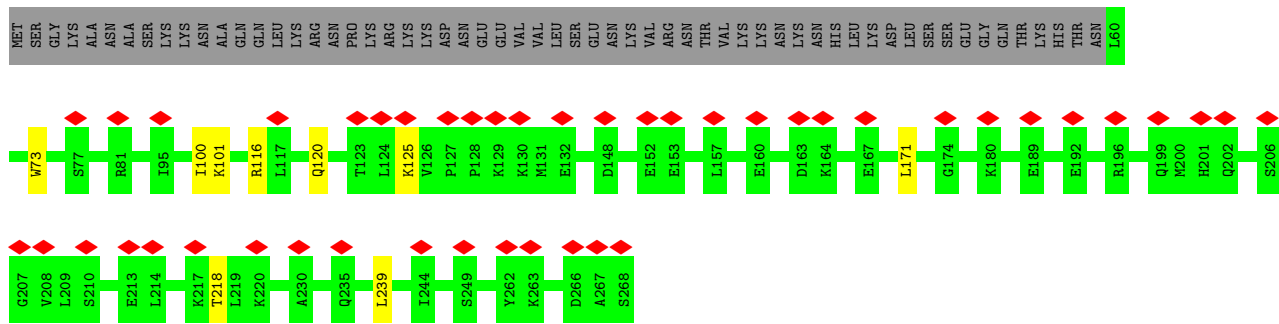 MET SER GLY LYS ALA ASN ALA SER LYS LYS ASN ALA GLN GLN LEU LYS ARG ASN PRO LYS ARG LYS LYS ASP ASN GLU GLU VAL VAL LEU SER GLU ASN LYS VAL ARG ASN THR VAL LYS LYS ASN LYS ASN HIS LEU LYS ASP LEU SER SER GLU GLY GLN THR LYS HIS THR ASN L60
W73 S77 R81 I95 I100 K101 R116 L117 Q120 T123 L124 K125 V126 P127 P128 K129 K130 M131 E132 D148 E152 E153 L157 E160 D163 K164 E167 L171 G174 K180 E189 E192 R196 Q199 M200 H201 Q202 S206
G207 V208 L209 S210 E213 L214 K217 T218 L219 K220 A230 Q235 L239 I244 S249 Y262 K263 D266 A267 S268